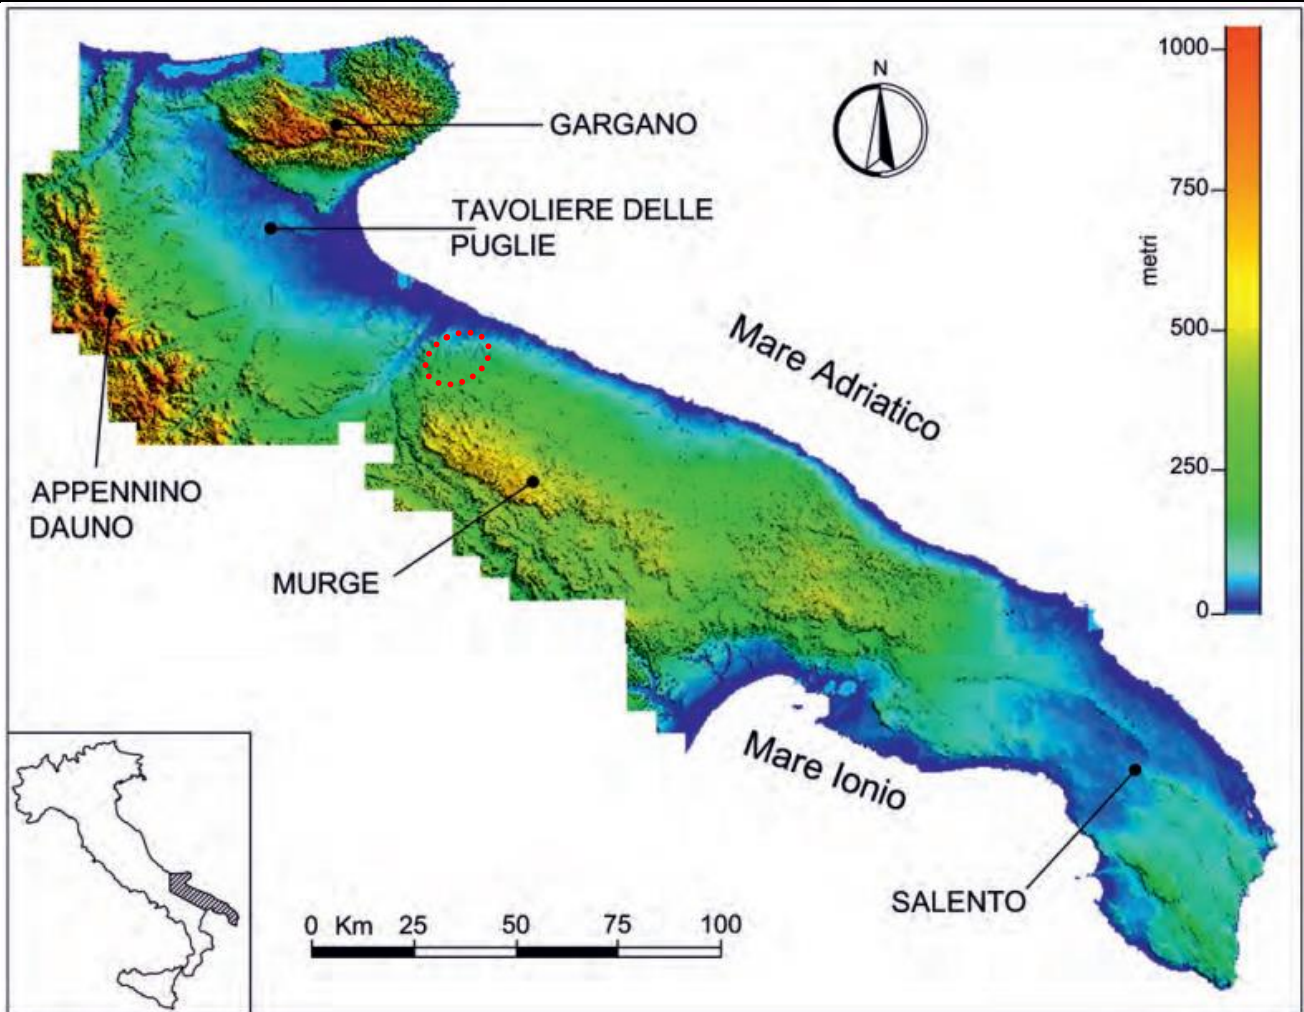 1000
N
GARGANO
750
TAVOLIERE DELLE
PUGLIE
metri
500
Mare Adriatico
250
APPENNINO
DAUNO
MURGE
0
Mare Ionio
SALENTO
0 Km 25 50 75 100